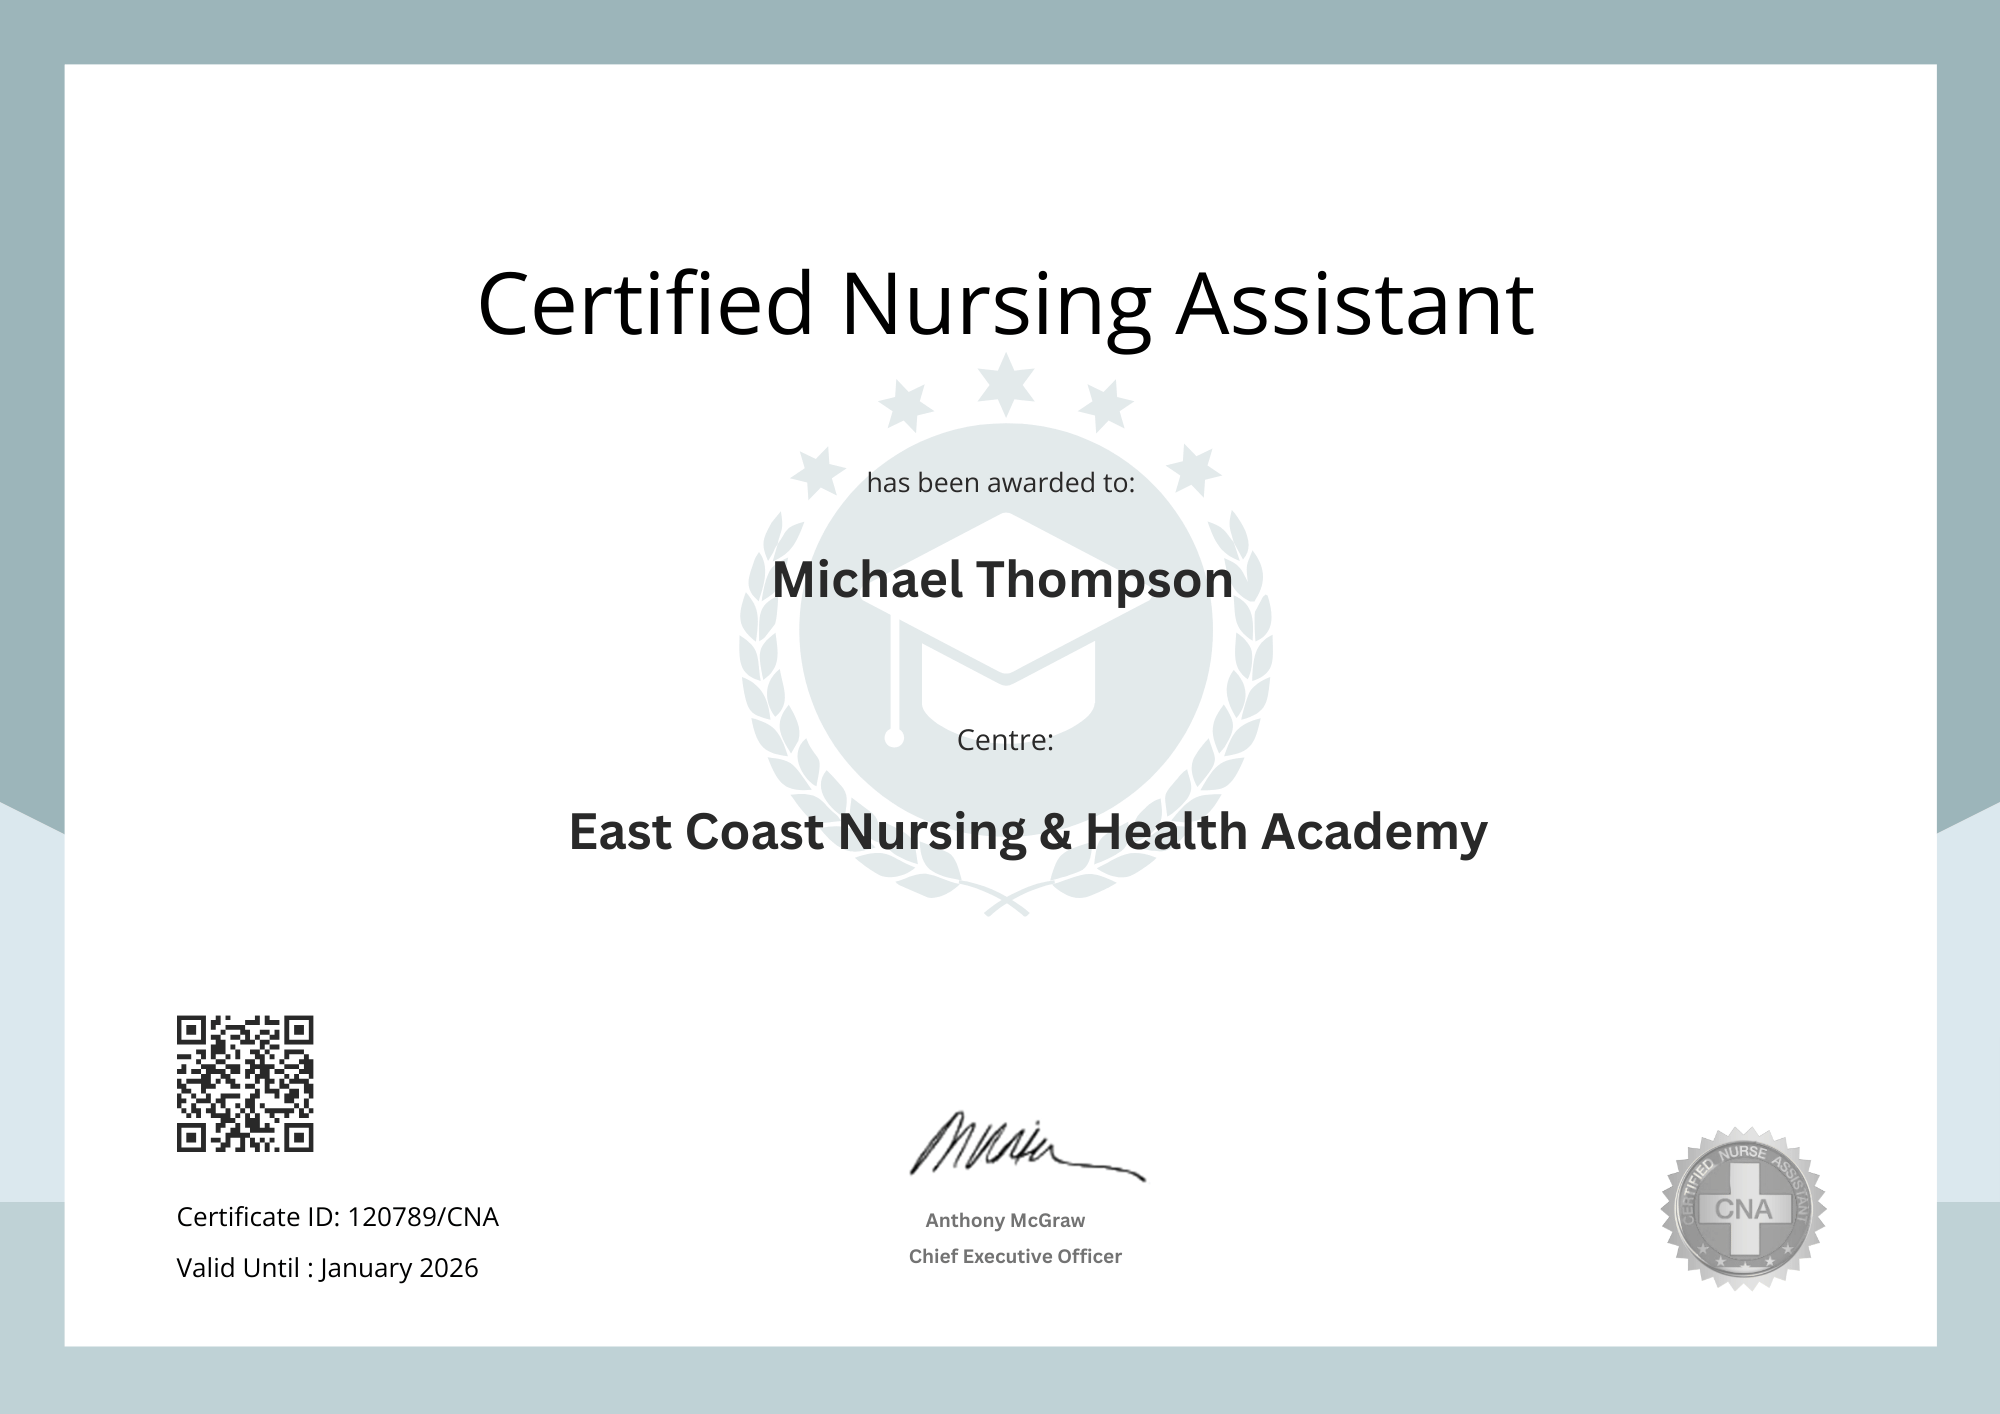 Certified Nursing Assistant
has been awarded to:
Michael Thompson
Centre:
East Coast Nursing & Health Academy
Certificate ID: 120789/CNA
Valid Until : January 2026
Anthony McGraw
Chief Executive Officer
CERTIFIED NURSE ASSISTANT
CNA